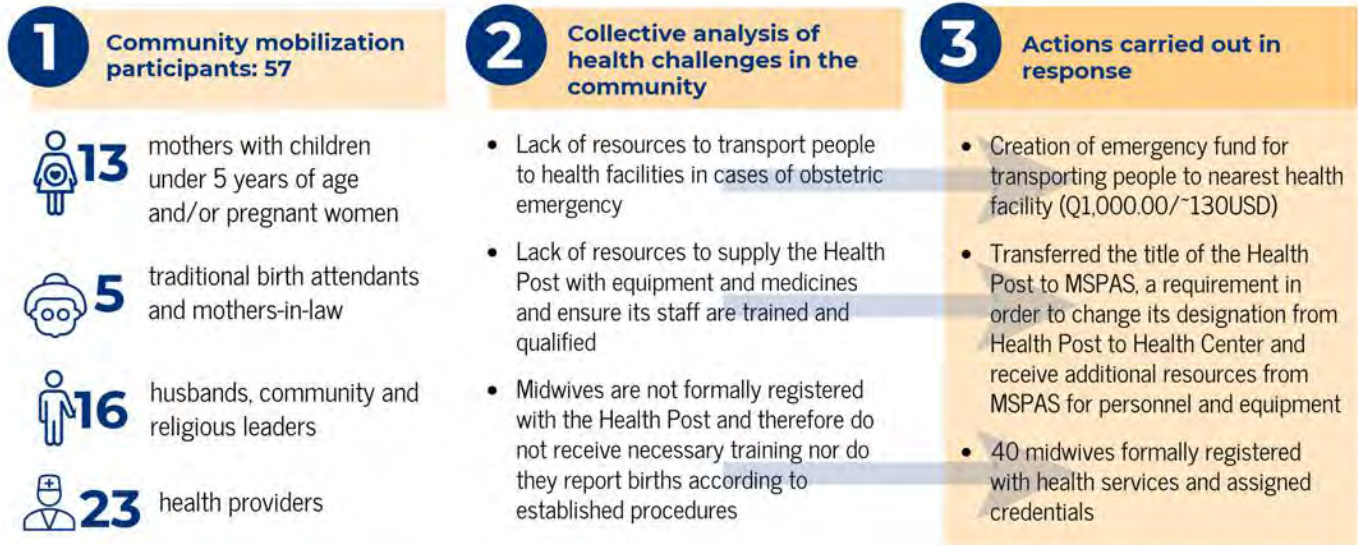 1
Community mobilization
participants: 57
13
mothers with children
under 5 years of age
and/or pregnant women
5
traditional birth attendants
and mothers-in-law
16
husbands, community and
religious leaders
23
health providers
2
Collective analysis of
health challenges in the
community
• Lack of resources to transport people
to health facilities in cases of obstetric
emergency
• Lack of resources to supply the Health
Post with equipment and medicines
and ensure its staff are trained and
qualified
• Midwives are not formally registered
with the Health Post and therefore do
not receive necessary training nor do
they report births according to
established procedures
3
Actions carried out in
response
• Creation of emergency fund for
transporting people to nearest health
facility (Q1,000.00/~130USD)
• Transferred the title of the Health
Post to MSPAS, a requirement in
order to change its designation from
Health Post to Health Center and
receive additional resources from
MSPAS for personnel and equipment
• 40 midwives formally registered
with health services and assigned
credentials